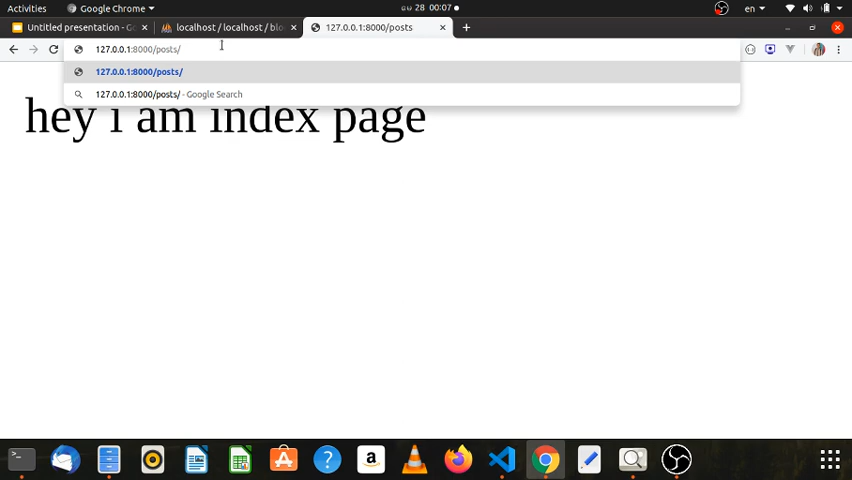 Activities
Google Chrome
28 00:07
en
Untitled presentation - G
localhost / localhost / blo
127.0.0.1:8000/posts
127.0.0.1:8000/posts/
127.0.0.1:8000/posts/
127.0.0.1:8000/posts/ - Google Search
hey i am index page